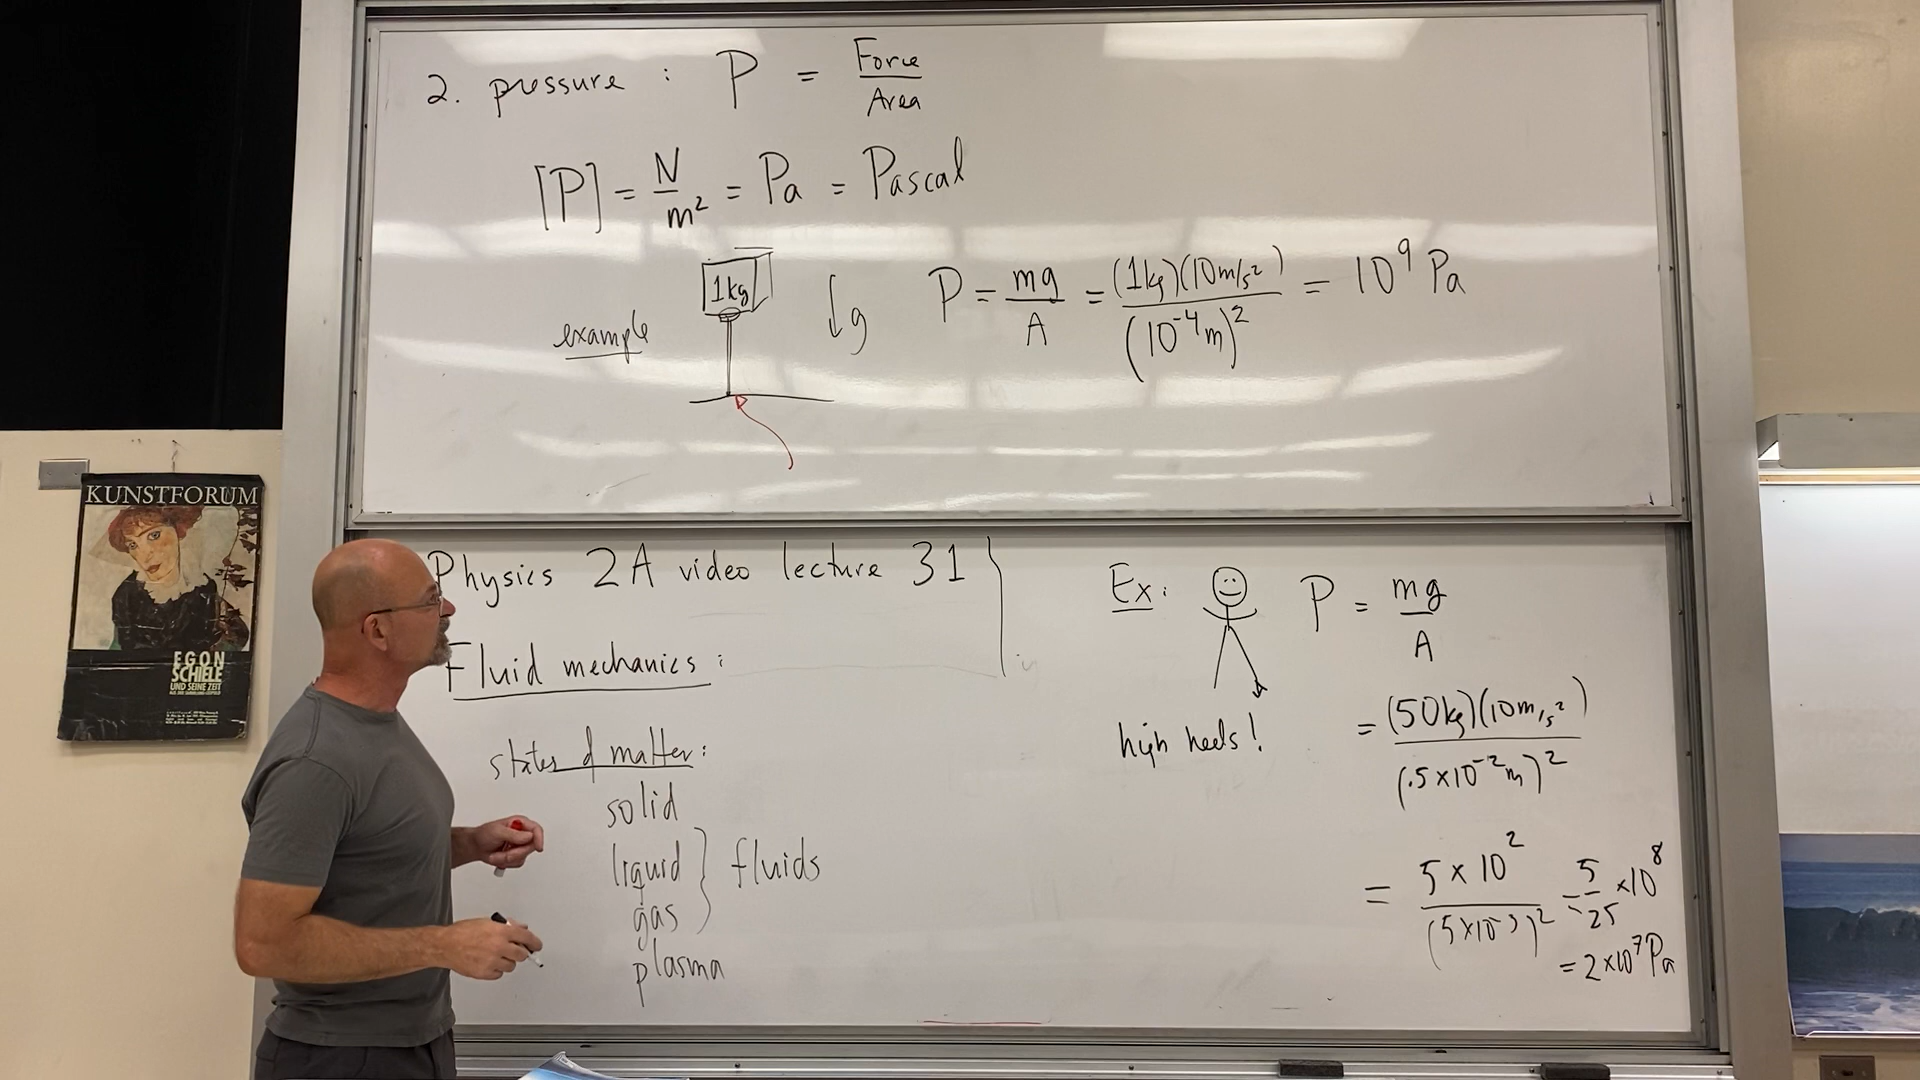 2. pressure : P = Force / Area
[P] = N / m² = Pa = Pascal
1kg
example
g
P = mg / A = (1kg)(10m/s²) / (10⁻⁴m)² = 10⁹ Pa
KUNSTFORUM
EGON
SCHIELE
UND SEINE ZEIT
Physics 2A video lecture 31
Fluid mechanics :
states of matter :
solid
liquid
gas
} fluids
plasma
Ex: P = mg / A
high heels!
= (50kg)(10m/s²) / (.5×10⁻²m)²
= 5×10² / (5×10⁻³)² = 5/25 ×10⁸
= 2×10⁷ Pa